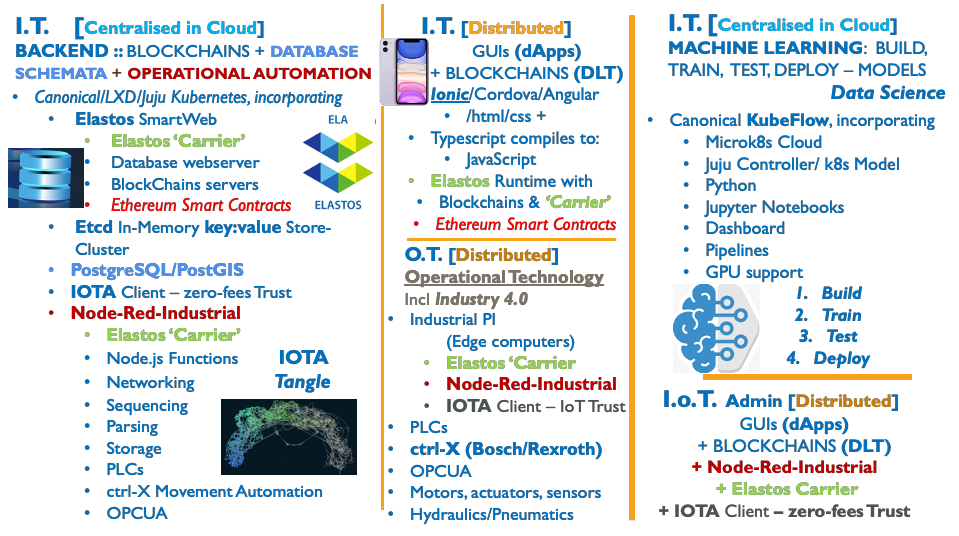 I.T. [Centralised in Cloud]
BACKEND :: BLOCKCHAINS + DATABASE
SCHEMATA + OPERATIONAL AUTOMATION
• Canonical/LXD/Juju Kubernetes, incorporating
• Elastos SmartWeb
• Elastos ‘Carrier’
• Database webserver
• BlockChains servers
• Ethereum Smart Contracts
ELA
ELASTOS
• Etcd In-Memory key:value Store-
Cluster
• PostgreSQL/PostGIS
• IOTA Client – zero-fees Trust
• Node-Red-Industrial
• Elastos ‘Carrier’
• Node.js Functions
• Networking
• Sequencing
• Parsing
• Storage
• PLCs
• ctrl-X Movement Automation
• OPCUA
IOTA
Tangle
I.T. [Distributed]
GUIs (dApps)
+ BLOCKCHAINS (DLT)
Ionic/Cordova/Angular
• /html/css +
• Typescript compiles to:
• JavaScript
• Elastos Runtime with
• Blockchains & ‘Carrier’
• Ethereum Smart Contracts
O.T. [Distributed]
Operational Technology
Incl Industry 4.0
• Industrial PI
(Edge computers)
• Elastos ‘Carrier
• Node-Red-Industrial
• IOTA Client – IoT Trust
• PLCs
• ctrl-X (Bosch/Rexroth)
• OPCUA
• Motors, actuators, sensors
• Hydraulics/Pneumatics
I.T. [Centralised in Cloud]
MACHINE LEARNING: BUILD,
TRAIN, TEST, DEPLOY – MODELS
Data Science
• Canonical KubeFlow, incorporating
• Microk8s Cloud
• Juju Controller/ k8s Model
• Python
• Jupyter Notebooks
• Dashboard
• Pipelines
• GPU support
1. Build
2. Train
3. Test
4. Deploy
I.o.T. Admin [Distributed]
GUIs (dApps)
+ BLOCKCHAINS (DLT)
+ Node-Red-Industrial
+ Elastos Carrier
+ IOTA Client – zero-fees Trust